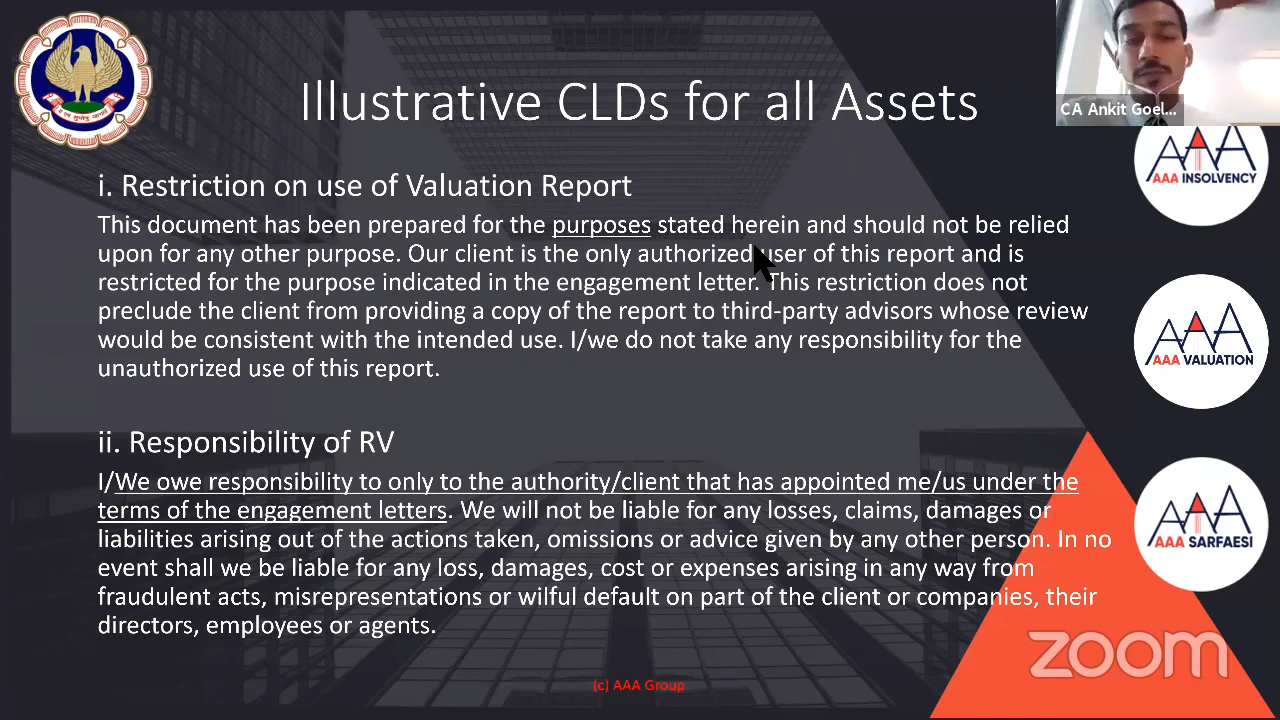 Illustrative CLDs for all Assets
CA Ankit Goel...
i. Restriction on use of Valuation Report
This document has been prepared for the purposes stated herein and should not be relied
upon for any other purpose. Our client is the only authorized user of this report and is
restricted for the purpose indicated in the engagement letter. This restriction does not
preclude the client from providing a copy of the report to third-party advisors whose review
would be consistent with the intended use. I/we do not take any responsibility for the
unauthorized use of this report.
ii. Responsibility of RV
I/We owe responsibility to only to the authority/client that has appointed me/us under the
terms of the engagement letters. We will not be liable for any losses, claims, damages or
liabilities arising out of the actions taken, omissions or advice given by any other person. In no
event shall we be liable for any loss, damages, cost or expenses arising in any way from
fraudulent acts, misrepresentations or wilful default on part of the client or companies, their
directors, employees or agents.
AAA
AAA INSOLVENCY
AAA
AAA VALUATION
AAA
AAA SARFAESI
zoom
(c) AAA Group